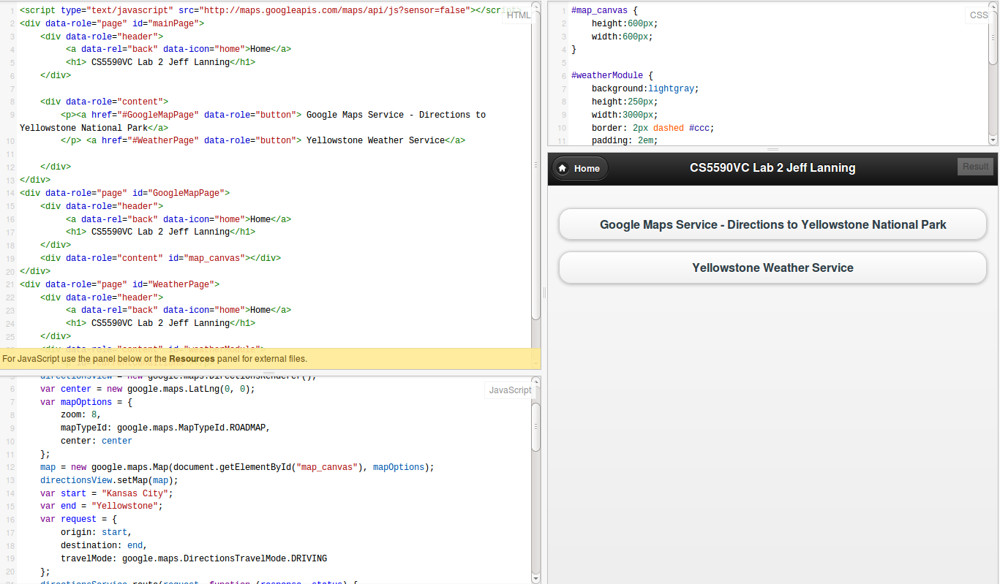 1 <script type="text/javascript" src="http://maps.googleapis.com/maps/api/js?sensor=false"></script>
HTML
2 <div data-role="page" id="mainPage">
3     <div data-role="header">
4         <a data-rel="back" data-icon="home">Home</a>
5         <h1> CS5590VC Lab 2 Jeff Lanning</h1>
6     </div>
7
8     <div data-role="content">
9         <p><a href="#GoogleMapPage" data-role="button"> Google Maps Service - Directions to
Yellowstone National Park</a>
10         </p> <a href="#WeatherPage" data-role="button"> Yellowstone Weather Service</a>
11
12     </div>
13 </div>
14 <div data-role="page" id="GoogleMapPage">
15     <div data-role="header">
16         <a data-rel="back" data-icon="home">Home</a>
17         <h1> CS5590VC Lab 2 Jeff Lanning</h1>
18     </div>
19     <div data-role="content" id="map_canvas"></div>
20 </div>
21 <div data-role="page" id="WeatherPage">
22     <div data-role="header">
23         <a data-rel="back" data-icon="home">Home</a>
24         <h1> CS5590VC Lab 2 Jeff Lanning</h1>
25     </div>
<div data-role="content" id="weatherModule">
For JavaScript use the panel below or the Resources panel for external files.
directionsView = new google.maps.DirectionsRenderer();
JavaScript
6     var center = new google.maps.LatLng(0, 0);
7     var mapOptions = {
8         zoom: 8,
9         mapTypeId: google.maps.MapTypeId.ROADMAP,
10         center: center
11     };
12     map = new google.maps.Map(document.getElementById("map_canvas"), mapOptions);
13     directionsView.setMap(map);
14     var start = "Kansas City";
15     var end = "Yellowstone";
16     var request = {
17         origin: start,
18         destination: end,
19         travelMode: google.maps.DirectionsTravelMode.DRIVING
20     };
directionsService.route(request, function (response, status) {
1 #map_canvas {
CSS
2     height:600px;
3     width:600px;
4 }
5
6 #weatherModule {
7     background:lightgray;
8     height:250px;
9     width:3000px;
10     border: 2px dashed #ccc;
11     padding: 2em;
Home
CS5590VC Lab 2 Jeff Lanning
Result
Google Maps Service - Directions to Yellowstone National Park
Yellowstone Weather Service